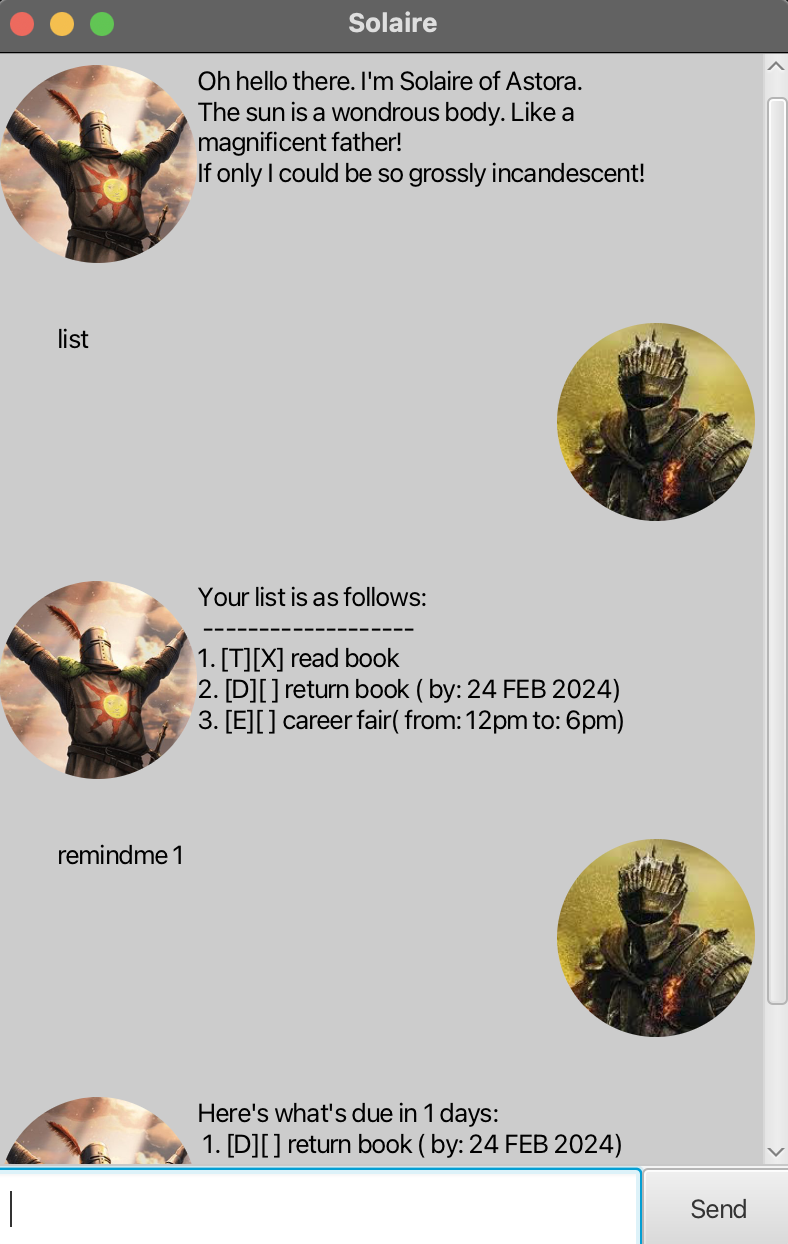 Solaire
Oh hello there. I'm Solaire of Astora.
The sun is a wondrous body. Like a
magnificent father!
If only I could be so grossly incandescent!
list
Your list is as follows:
-------------------
1. [T][X] read book
2. [D][ ] return book ( by: 24 FEB 2024)
3. [E][ ] career fair( from: 12pm to: 6pm)
remindme 1
Here's what's due in 1 days:
1. [D][ ] return book ( by: 24 FEB 2024)
Send